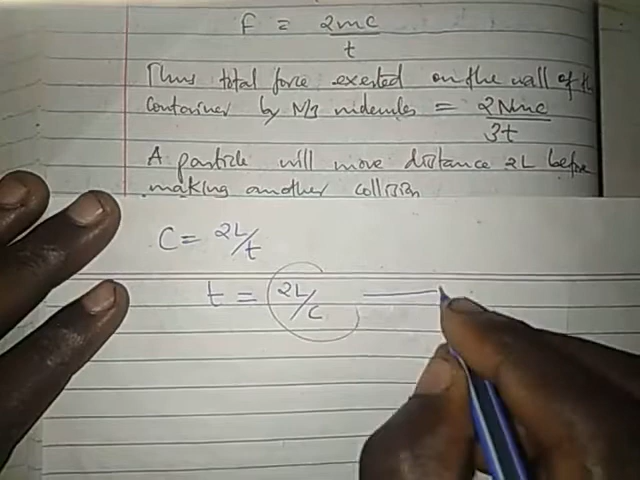 F = 2mc/t
Thus total force exerted on the wall of the
container by N/3 molecules = 2Nmc/3t
A particle will move distance 2L before
making another collision
C = 2L/t
t = 2L/c